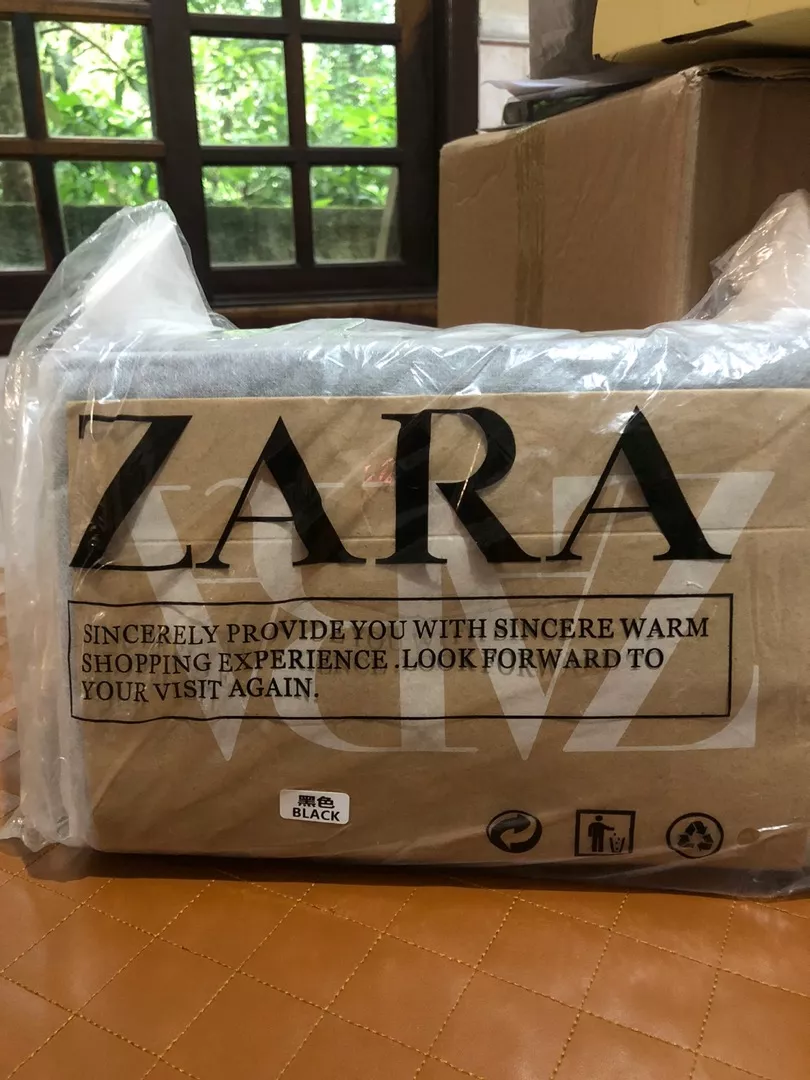 ZARA
SINCERELY PROVIDE YOU WITH SINCERE WARM
SHOPPING EXPERIENCE .LOOK FORWARD TO
YOUR VISIT AGAIN.
黑色
BLACK